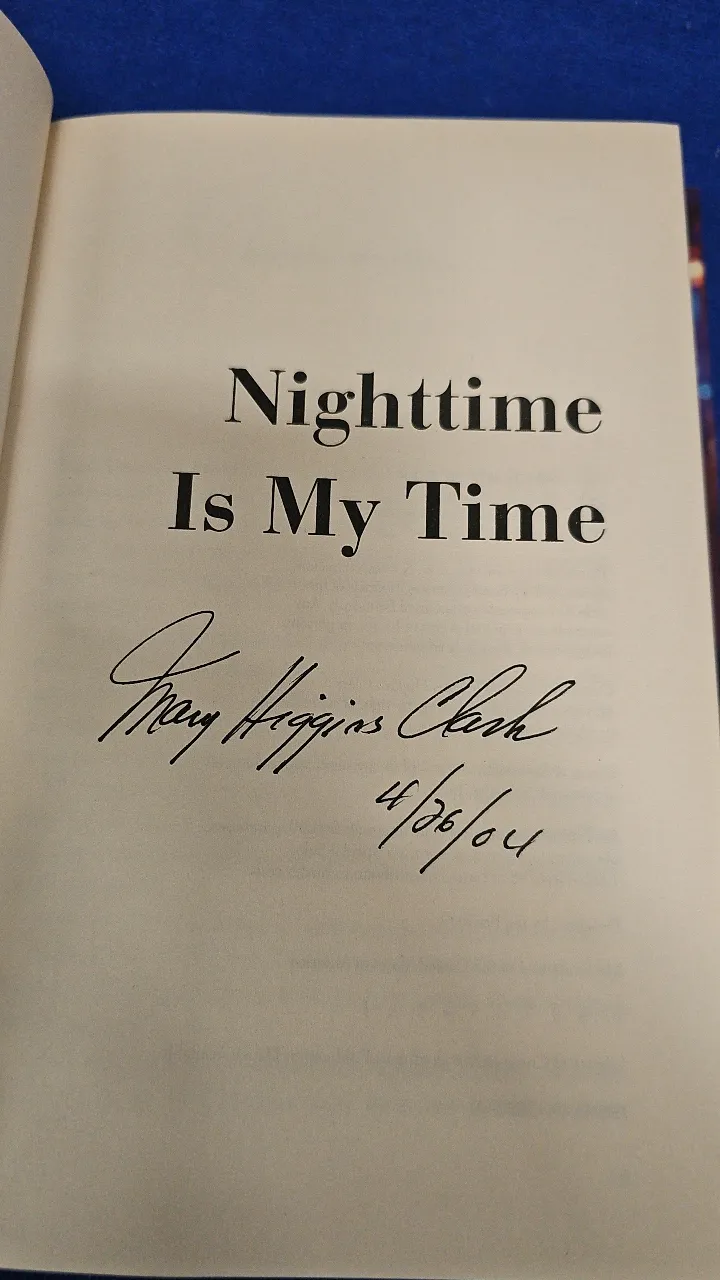 Nighttime
Is My Time
Mary Higgins Clark
4/26/04